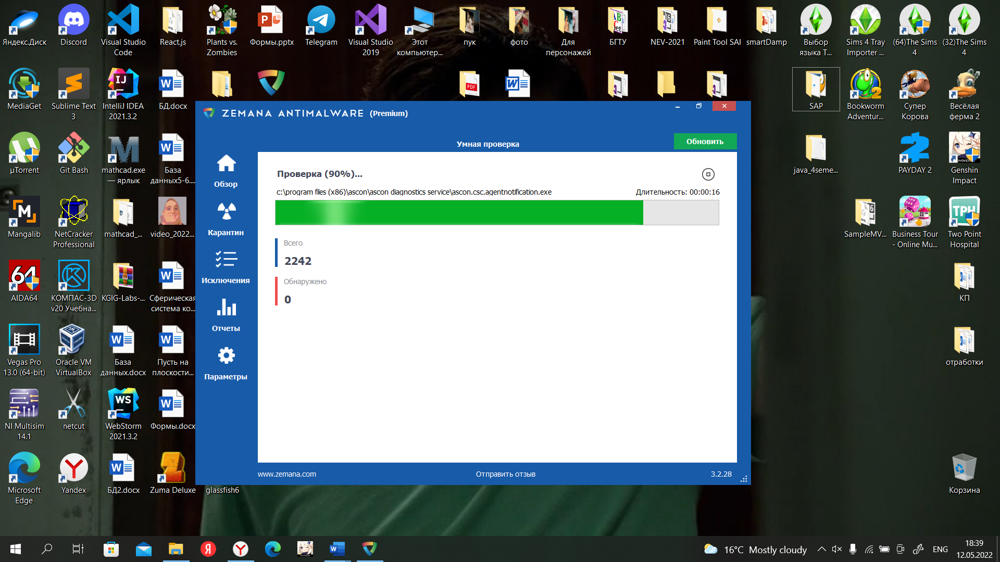 Яндекс.Диск
Discord
Visual Studio
Code
React.js
Plants vs.
Zombies
Формы.pptx
Telegram
Visual Studio
2019
Этот
компьютер...
пук
фото
Для
персонажей
БГТУ
NEV-2021
Paint Tool SAI
smartDamp
Выбор
языка T...
Sims 4 Tray
Importer ...
(64)The Sims
4
(32)The Sims
4
MediaGet
Sublime Text
3
IntelliJ IDEA
2021.3.2
БД.docx
SAP
Bookworm
Adventur...
Супер
Корова
Весёлая
ферма 2
ZEMANA ANTIMALWARE (Premium)
Умная проверка
Обновить
Обзор
Карантин
Исключения
Отчеты
Параметры
Проверка (90%)...
c:\program files (x86)\ascon\ascon diagnostics service\ascon.csc.agentnotification.exe
Длительность: 00:00:16
Всего
2242
Обнаружено
0
www.zemana.com
Отправить отзыв
3.2.28
µTorrent
Git Bash
mathcad.exe
— ярлык
База
данных5-6....
java_4seme...
PAYDAY 2
Genshin
Impact
Mangalib
NetCracker
Professional
mathcad_...
video_2022...
SampleMV...
Business Tour
- Online Mu...
Two Point
Hospital
AIDA64
КОМПАС-3D
v20 Учебна...
KGIG-Labs-...
Сферическая
система ко...
КП
Vegas Pro
13.0 (64-bit)
Oracle VM
VirtualBox
База
данных.docx
Пусть на
плоскости...
отработки
NI Multisim
14.1
netcut
WebStorm
2021.3.2
Формы.docx
Microsoft
Edge
Yandex
БД2.docx
Zuma Deluxe
glassfish6
Корзина
16°C Mostly cloudy
ENG
18:39
12.05.2022